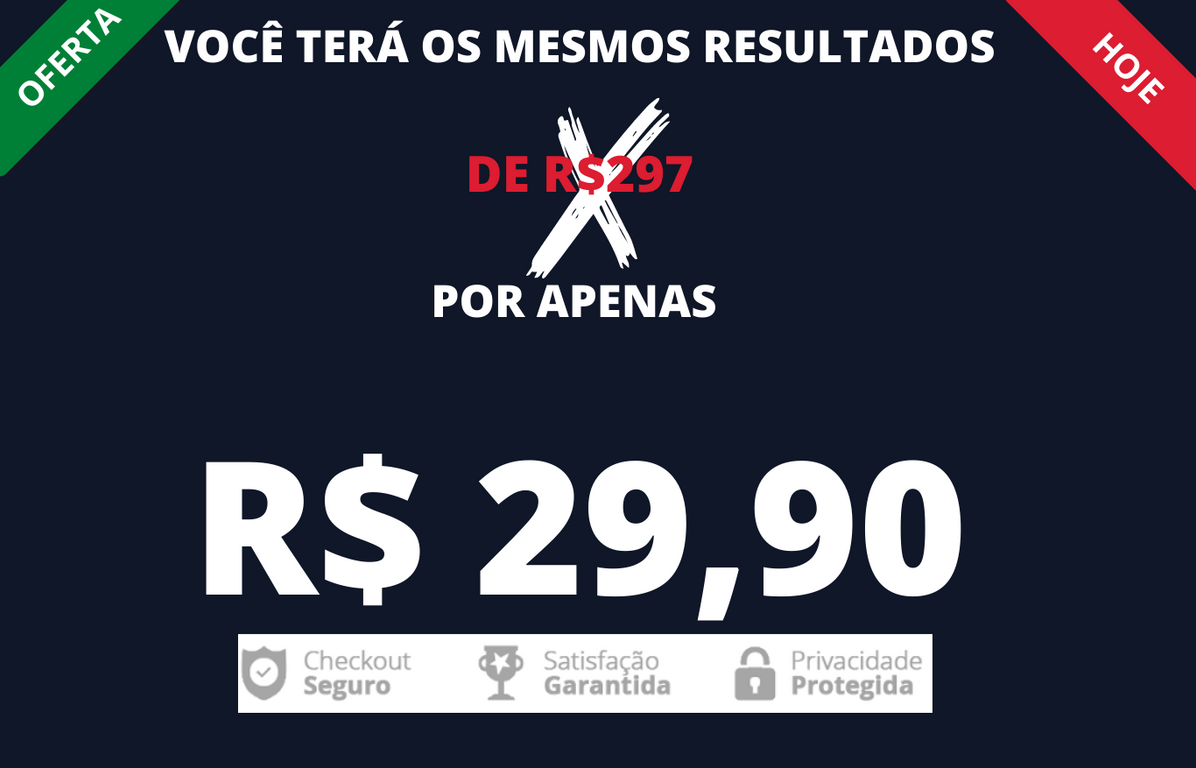 OFERTA
VOCÊ TERÁ OS MESMOS RESULTADOS
HOJE
DE R$297
POR APENAS
R$ 29,90
Checkout
Seguro
Satisfação
Garantida
Privacidade
Protegida